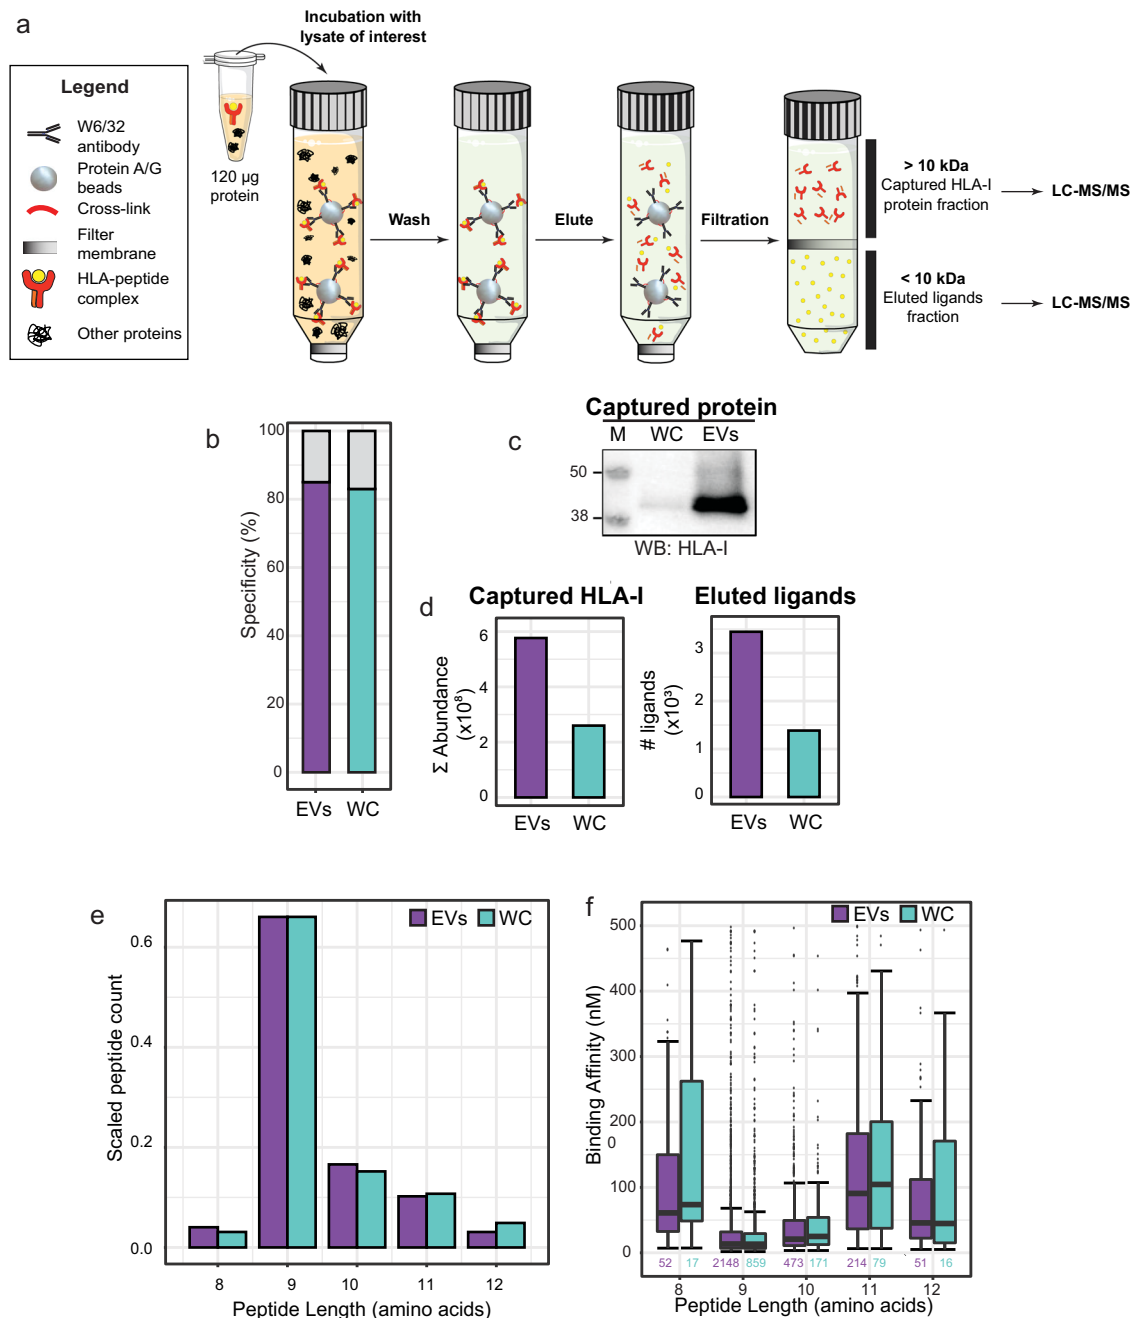 a
Incubation with
lysate of interest
Legend
W6/32
antibody
Protein A/G
beads
Cross-link
Filter
membrane
HLA-peptide
complex
Other proteins
120 µg
protein
Wash
Elute
Filtration
> 10 kDa
Captured HLA-I
protein fraction
LC-MS/MS
< 10 kDa
Eluted ligands
fraction
LC-MS/MS
b
Specificity (%)
100
80
60
40
20
0
EVs WC
c
Captured protein
M WC EVs
50
38
WB: HLA-I
d
Captured HLA-I
Σ Abundance
(x10⁸)
6
4
2
0
EVs WC
Eluted ligands
# ligands
(x10³)
3
2
1
0
EVs WC
e
EVs WC
Scaled peptide count
0.6
0.4
0.2
0.0
8 9 10 11 12
Peptide Length (amino acids)
f
EVs WC
Binding Affinity (nM)
500
400
300
200
0
100
0
52 17 2148 859 473 171 214 79 51 16
8 9 10 11 12
Peptide Length (amino acids)